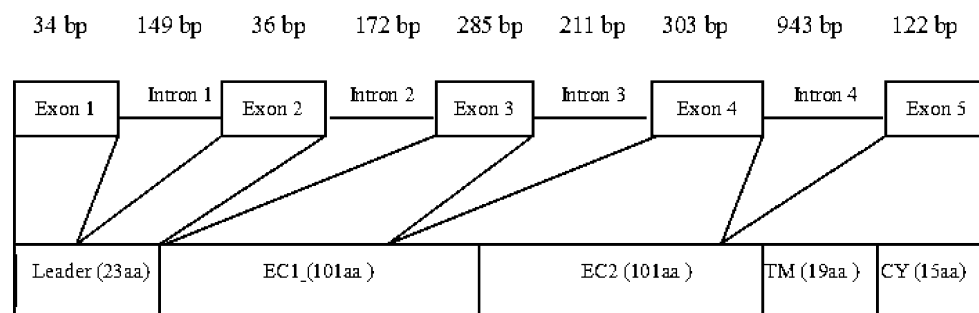 34 bp 149 bp 36 bp 172 bp 285 bp 211 bp 303 bp 943 bp 122 bp
Exon 1 Intron 1 Exon 2 Intron 2 Exon 3 Intron 3 Exon 4 Intron 4 Exon 5
Leader (23aa) EC1_(101aa ) EC2 (101aa ) TM (19aa ) CY (15aa)